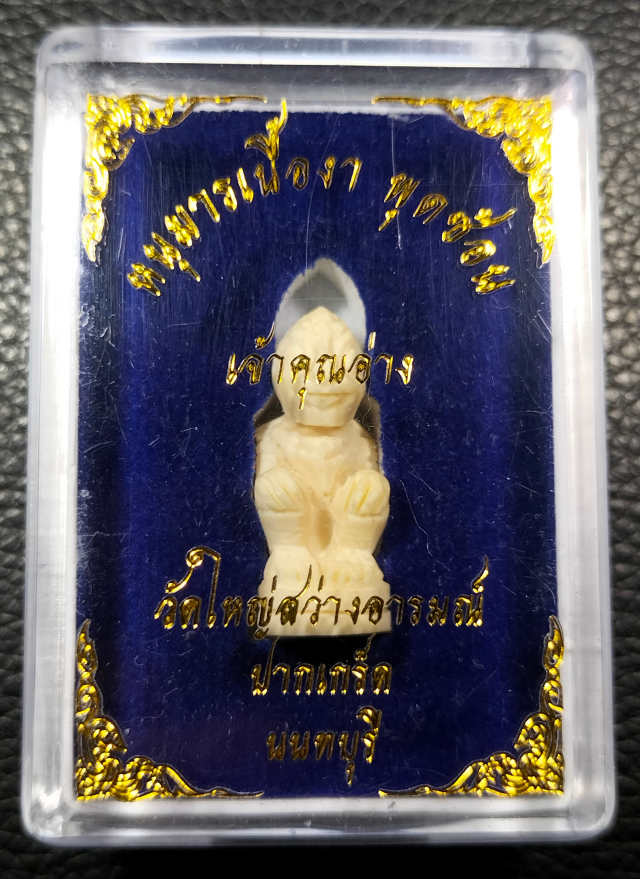 หนุมารเนื้องา พุดซ้อน
เจ้าคุณอ่าง
วัดใหญ่สว่างอารมณ์
ปากเกร็ด
นนทบุรี